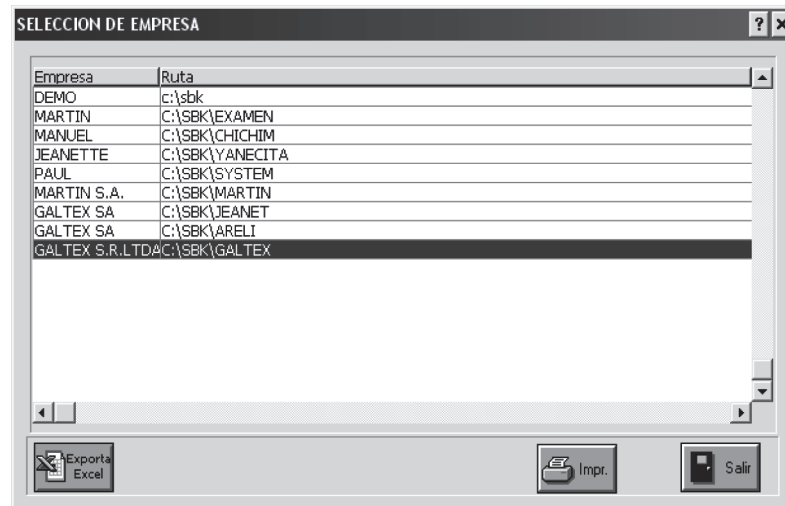 SELECCION DE EMPRESA
Empresa Ruta
DEMO c:\sbk
MARTIN C:\SBK\EXAMEN
MANUEL C:\SBK\CHICHIM
JEANETTE C:\SBK\YANECITA
PAUL C:\SBK\SYSTEM
MARTIN S.A. C:\SBK\MARTIN
GALTEX SA C:\SBK\JEANET
GALTEX SA C:\SBK\ARELI
GALTEX S.R.LTDA C:\SBK\GALTEX
Exporta
Excel
Impr.
Salir